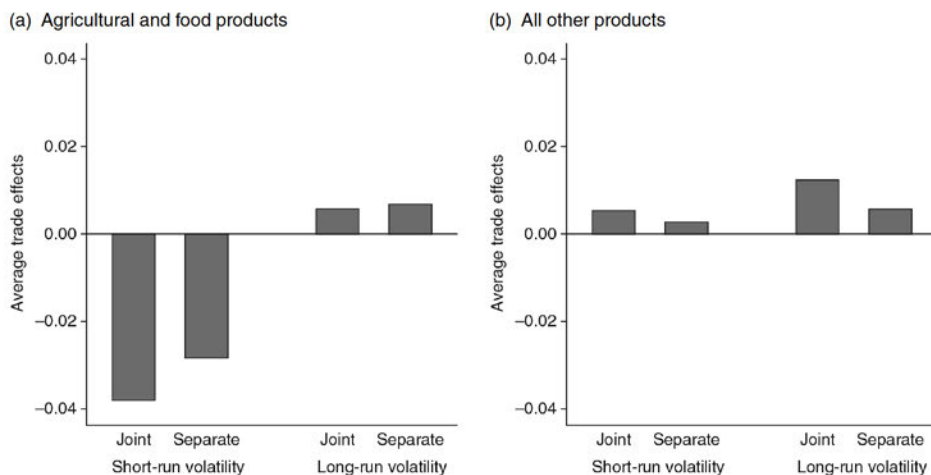 (a) Agricultural and food products
0.04
0.02
0.00
−0.02
−0.04
Average trade effects
Joint Separate Joint Separate
Short-run volatility Long-run volatility
(b) All other products
0.04
0.02
0.00
−0.02
−0.04
Average trade effects
Joint Separate Joint Separate
Short-run volatility Long-run volatility